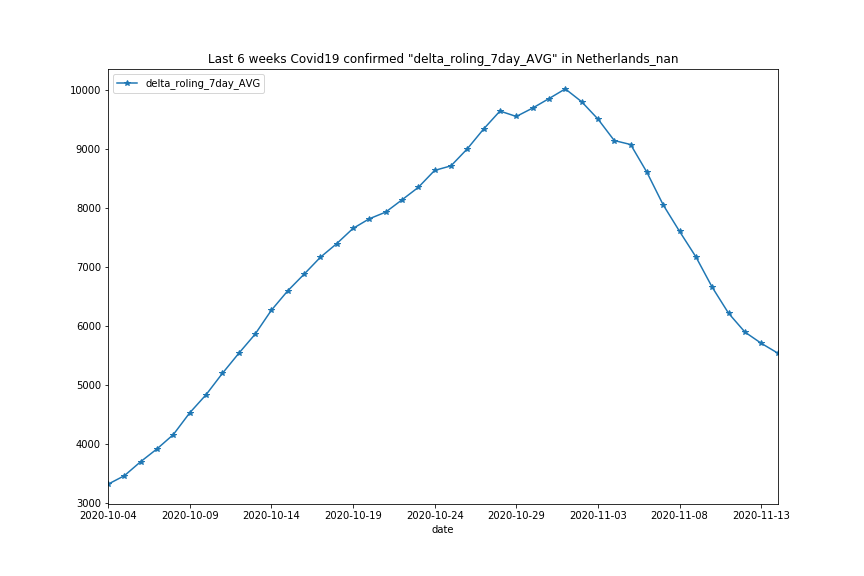 Last 6 weeks Covid19 confirmed "delta_roling_7day_AVG" in Netherlands_nan
delta_roling_7day_AVG
10000
9000
8000
7000
6000
5000
4000
3000
2020-10-04 2020-10-09 2020-10-14 2020-10-19 2020-10-24 2020-10-29 2020-11-03 2020-11-08 2020-11-13
date